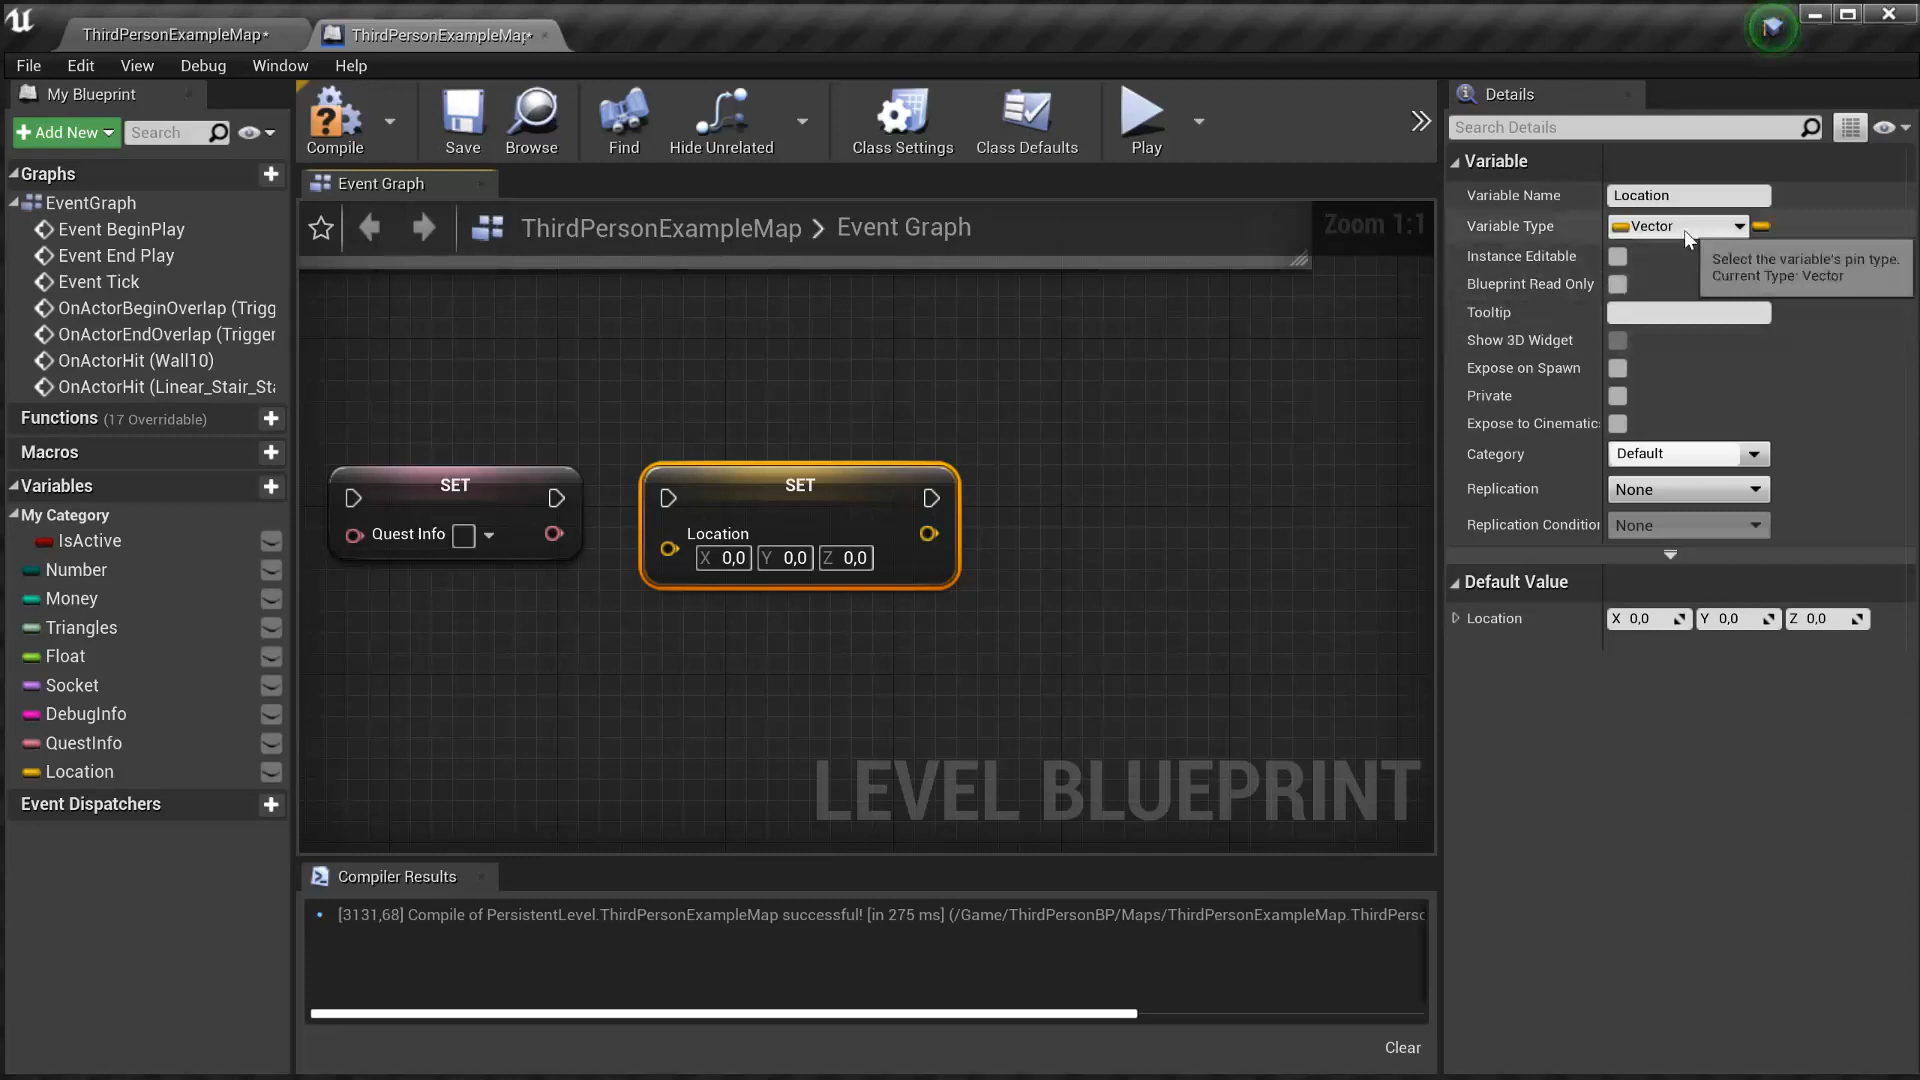 ThirdPersonExampleMap*
ThirdPersonExampleMap*
File Edit View Debug Window Help
My Blueprint
Add New
Search
Compile
Save
Browse
Find
Hide Unrelated
Class Settings
Class Defaults
Play
Details
Search Details
Graphs
EventGraph
Event BeginPlay
Event End Play
Event Tick
OnActorBeginOverlap (Trigg
OnActorEndOverlap (Trigger
OnActorHit (Wall10)
OnActorHit (Linear_Stair_Sta
Functions (17 Overridable)
Macros
Variables
My Category
IsActive
Number
Money
Triangles
Float
Socket
DebugInfo
QuestInfo
Location
Event Dispatchers
Event Graph
ThirdPersonExampleMap > Event Graph
Zoom 1:1
SET
Quest Info
SET
Location
X 0,0 Y 0,0 Z 0,0
LEVEL BLUEPRINT
Compiler Results
[3131,68] Compile of PersistentLevel.ThirdPersonExampleMap successful! [in 275 ms] (/Game/ThirdPersonBP/Maps/ThirdPersonExampleMap.ThirdPerso
Clear
Variable
Variable Name Location
Variable Type Vector
Select the variable's pin type.
Current Type: Vector
Instance Editable
Blueprint Read Only
Tooltip
Show 3D Widget
Expose on Spawn
Private
Expose to Cinematics
Category Default
Replication None
Replication Condition None
Default Value
Location X 0,0 Y 0,0 Z 0,0